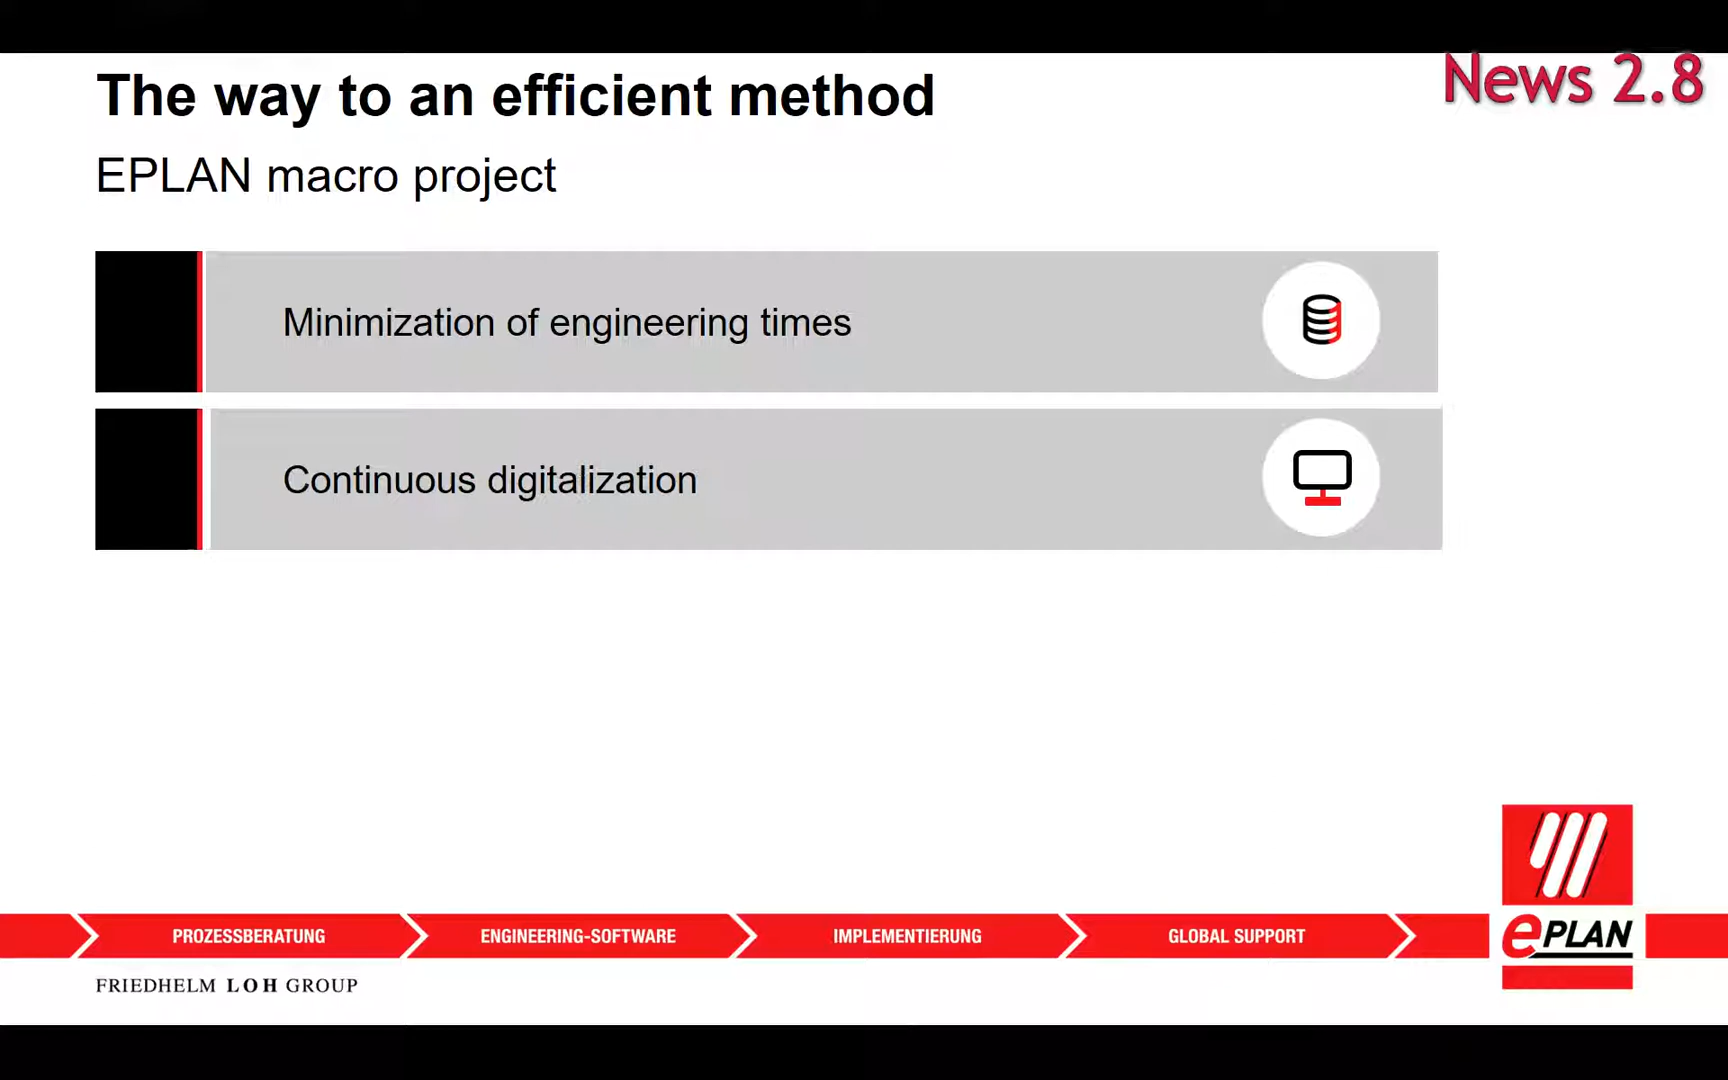 News 2.8
The way to an efficient method
EPLAN macro project
Minimization of engineering times
Continuous digitalization
PROZESSBERATUNG
ENGINEERING-SOFTWARE
IMPLEMENTIERUNG
GLOBAL SUPPORT
ePLAN
FRIEDHELM LOH GROUP